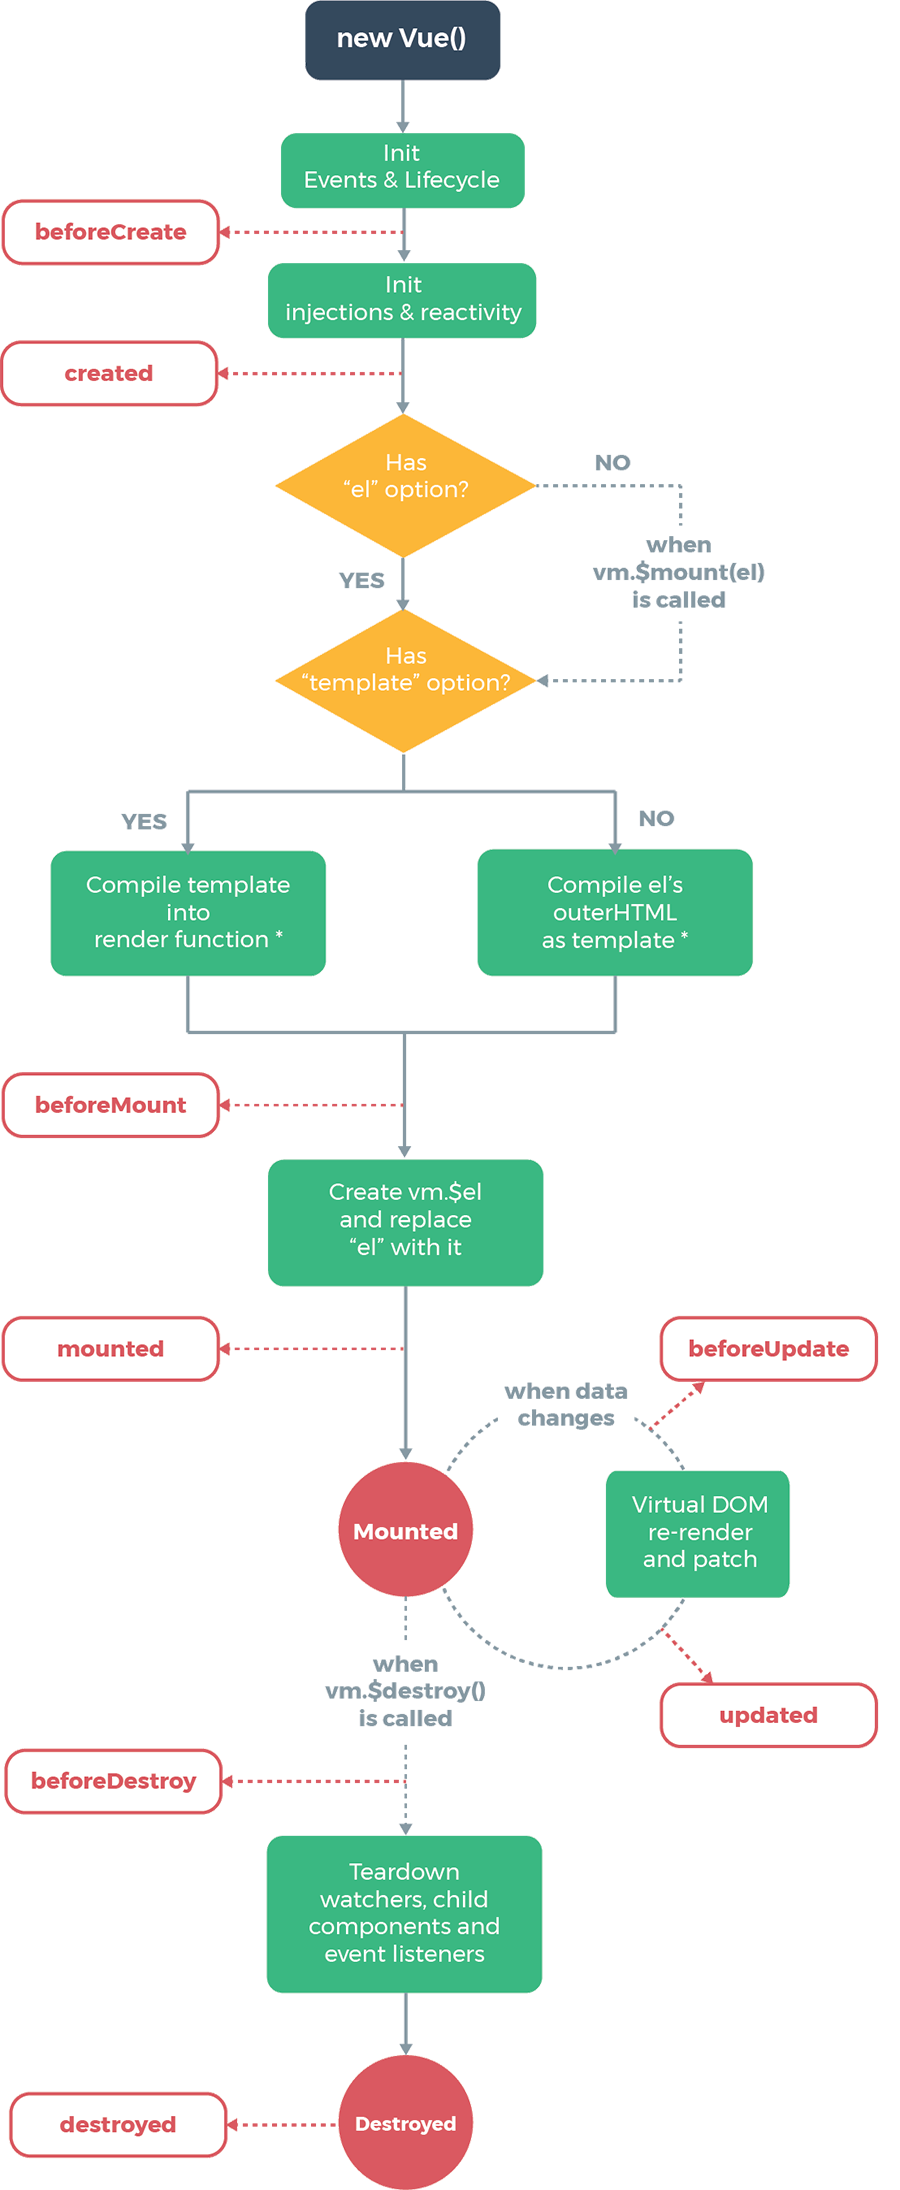 new Vue()
Init
Events & Lifecycle
beforeCreate
Init
injections & reactivity
created
Has
“el” option?
NO
when
vm.$mount(el)
is called
YES
Has
“template” option?
YES
NO
Compile template
into
render function *
Compile el’s
outerHTML
as template *
beforeMount
Create vm.$el
and replace
“el” with it
mounted
beforeUpdate
when data
changes
Mounted
Virtual DOM
re-render
and patch
when
vm.$destroy()
is called
updated
beforeDestroy
Teardown
watchers, child
components and
event listeners
destroyed
Destroyed